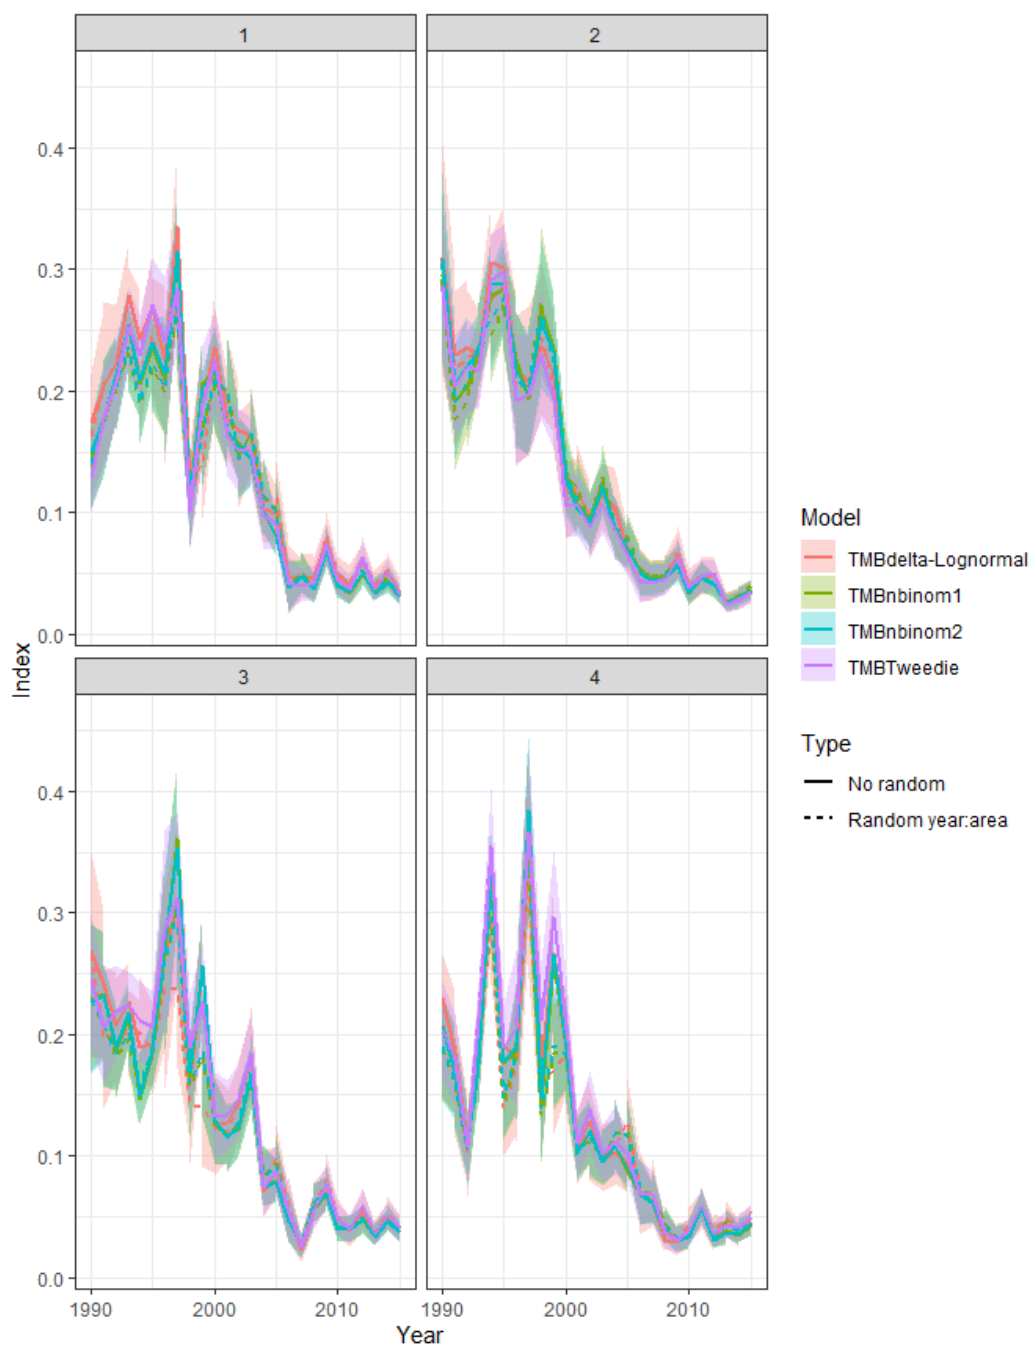 1
2
0.4
0.3
0.2
0.1
0.0
Index
3
4
0.4
0.3
0.2
0.1
0.0
1990
2000
2010
1990
2000
2010
Year
Model
TMBdelta-Lognormal
TMBnbinom1
TMBnbinom2
TMBTweedie
Type
No random
Random year:area